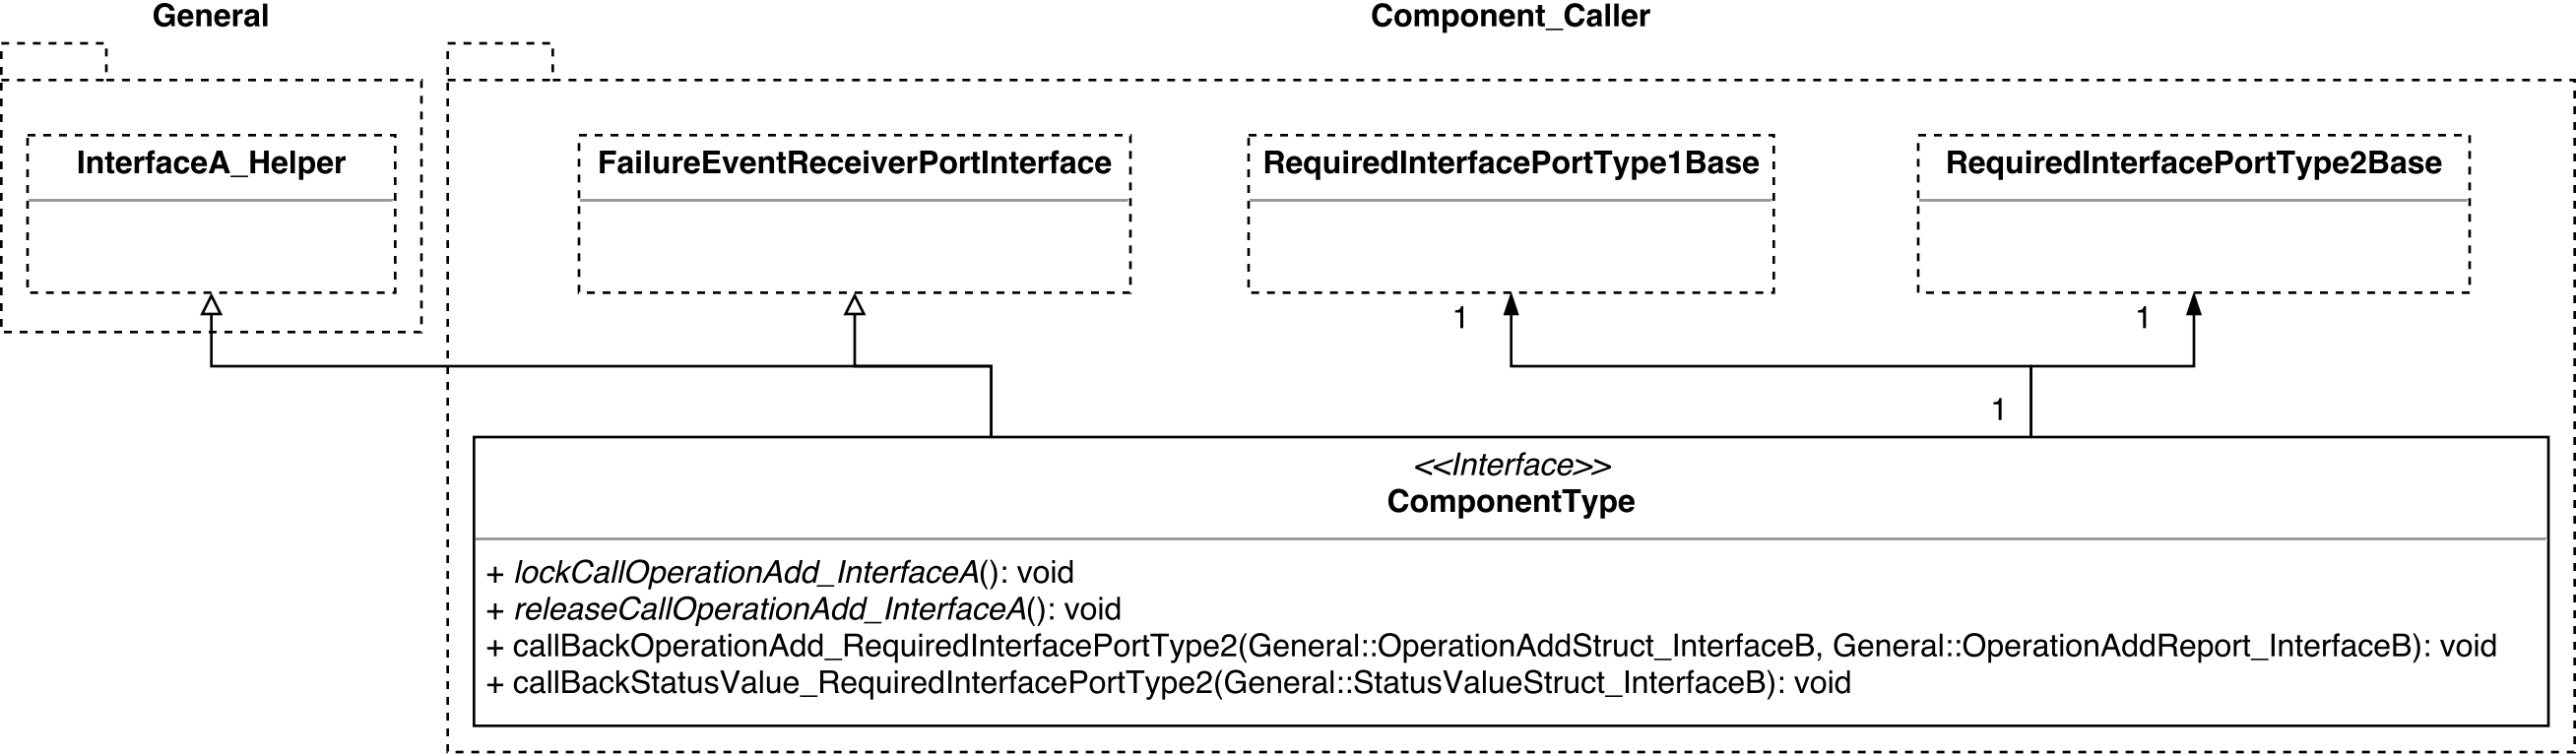 General
Component_Caller
InterfaceA_Helper
FailureEventReceiverPortInterface
RequiredInterfacePortType1Base
RequiredInterfacePortType2Base
1
1
1
<<Interface>>
ComponentType
+ lockCallOperationAdd_InterfaceA(): void
+ releaseCallOperationAdd_InterfaceA(): void
+ callBackOperationAdd_RequiredInterfacePortType2(General::OperationAddStruct_InterfaceB, General::OperationAddReport_InterfaceB): void
+ callBackStatusValue_RequiredInterfacePortType2(General::StatusValueStruct_InterfaceB): void